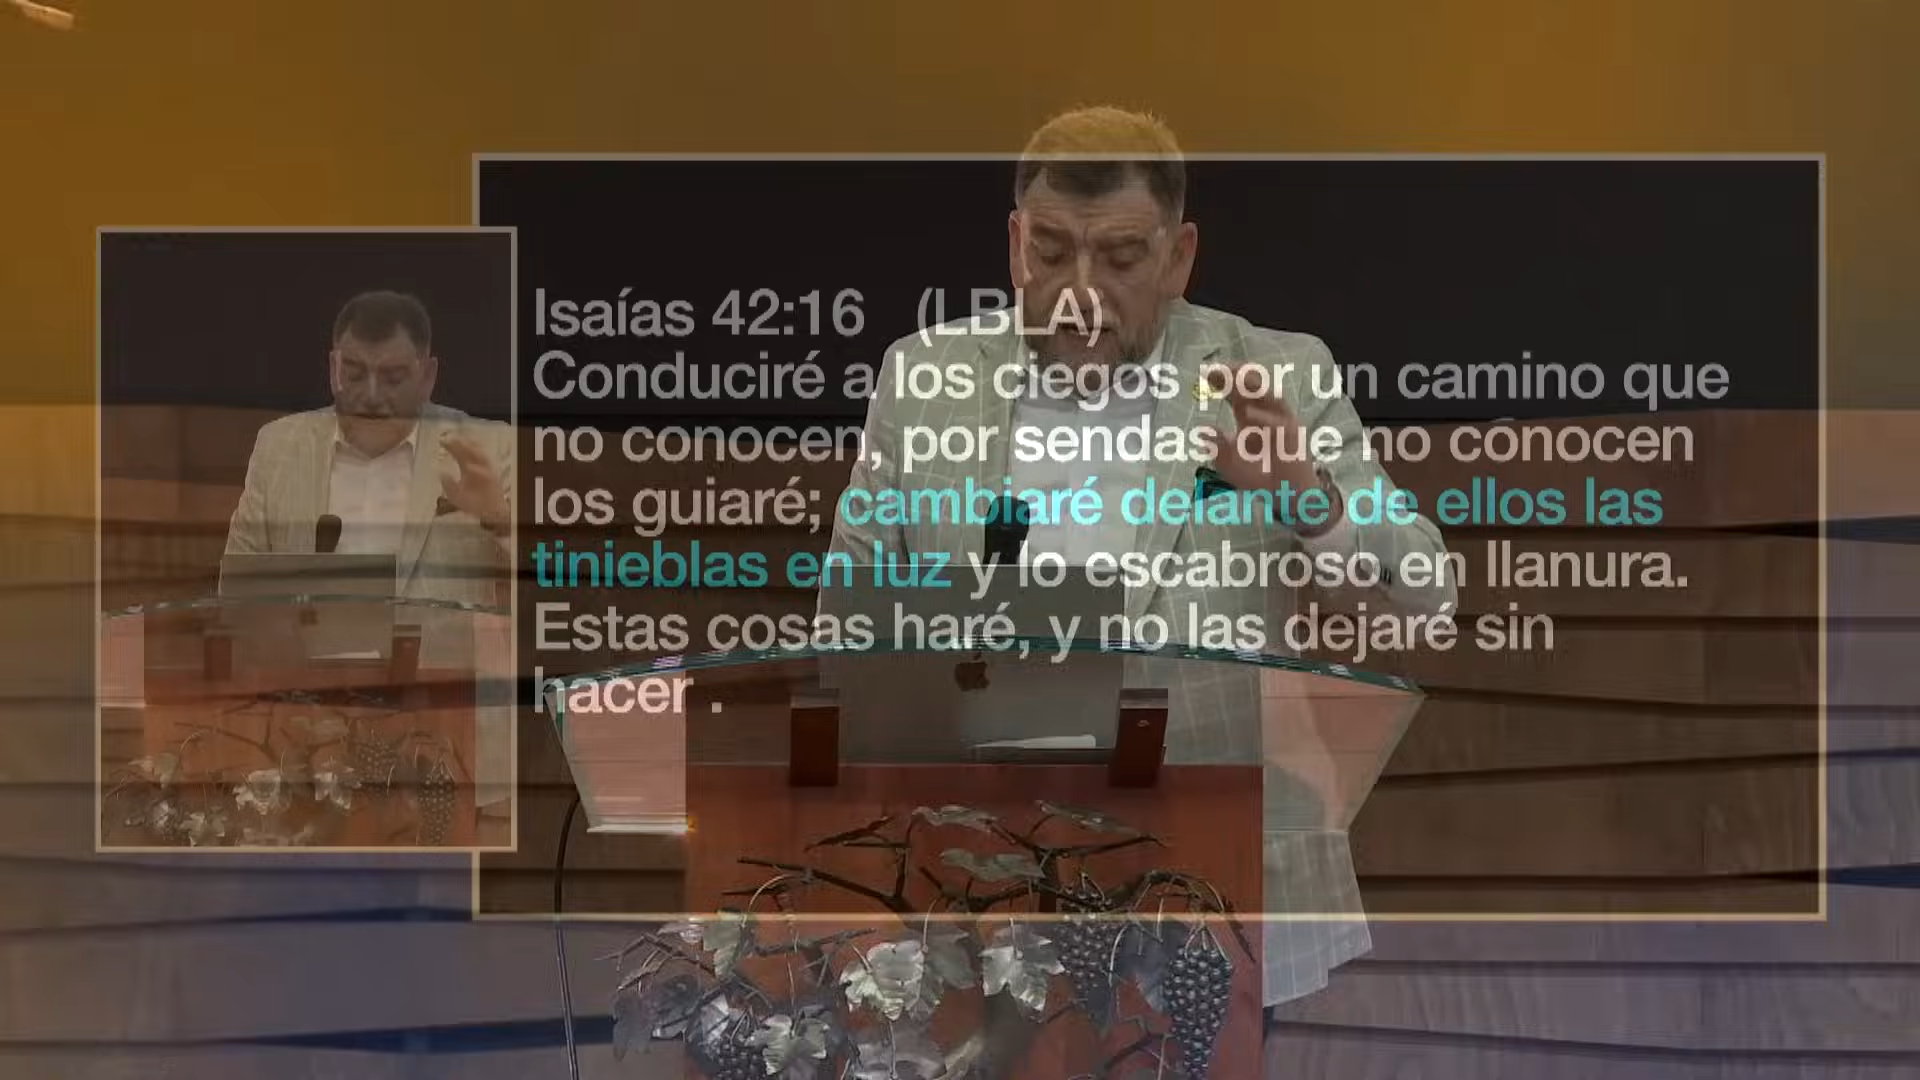 Isaías 42:16 (LBLA)
Conduciré a los ciegos por un camino que
no conocen, por sendas que no conocen
los guiaré; cambiaré delante de ellos las
tinieblas en luz y lo escabroso en llanura.
Estas cosas haré, y no las dejaré sin
hacer .